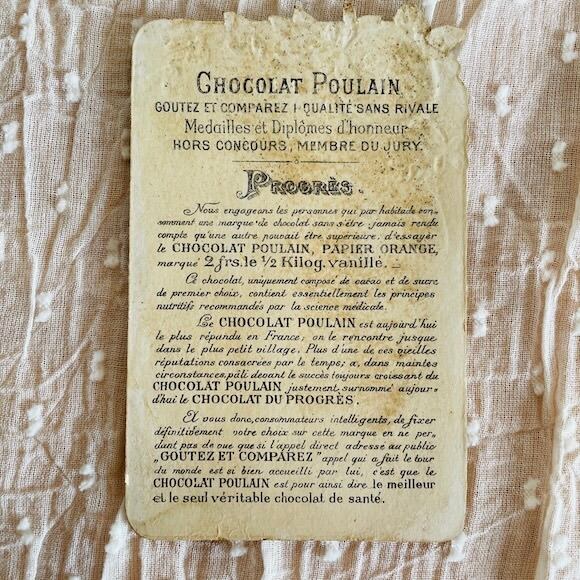 CHOCOLAT POULAIN
GOUTEZ ET COMPAREZ ! QUALITÉ SANS RIVALE
Medailles et Diplômes d'honneur
HORS CONCOURS, MEMBRE DU JURY.
PROGRÈS.
Nous engageons les personnes qui par habitude con-
somment une marque de chocolat sans s'être jamais rendu
compte qu'une autre pouvait être supérieure, d'essayer
le CHOCOLAT POULAIN, PAPIER ORANGE,
marqué 2 frs. le ½ Kilog. vanillé.
Ce chocolat, uniquement composé de cacao et de sucre
de premier choix, contient essentiellement les principes
nutritifs recommandés par la science médicale.
Le CHOCOLAT POULAIN est aujourd'hui
le plus répandu en France; on le rencontre jusque
dans le plus petit village. Plus d'une de ces vieilles
réputations consacrées par le temps, a, dans maintes
circonstances, pâli devant le succès toujours croissant du
CHOCOLAT POULAIN justement surnommé aujour-
d'hui le CHOCOLAT DU PROGRÈS.
Et vous donc, consommateurs intelligents, de fixer
définitivement votre choix sur cette marque en ne per-
dant pas de vue que si l'appel direct adressé au public
„GOUTEZ ET COMPAREZ" appel qui a fait le tour
du monde est si bien accueilli par lui, c'est que le
CHOCOLAT POULAIN est pour ainsi dire le meilleur
et le seul véritable chocolat de santé.